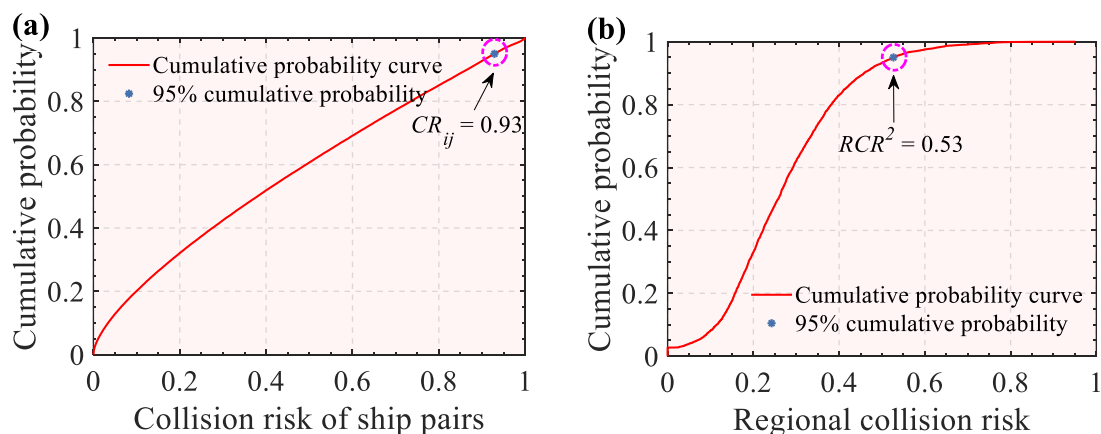 (a)
Cumulative probability
1
0.8
0.6
0.4
0.2
0
Cumulative probability curve
95% cumulative probability
CR_ij = 0.93
0 0.2 0.4 0.6 0.8 1
Collision risk of ship pairs
(b)
Cumulative probability
1
0.8
0.6
0.4
0.2
0
RCR² = 0.53
Cumulative probability curve
95% cumulative probability
0 0.2 0.4 0.6 0.8 1
Regional collision risk